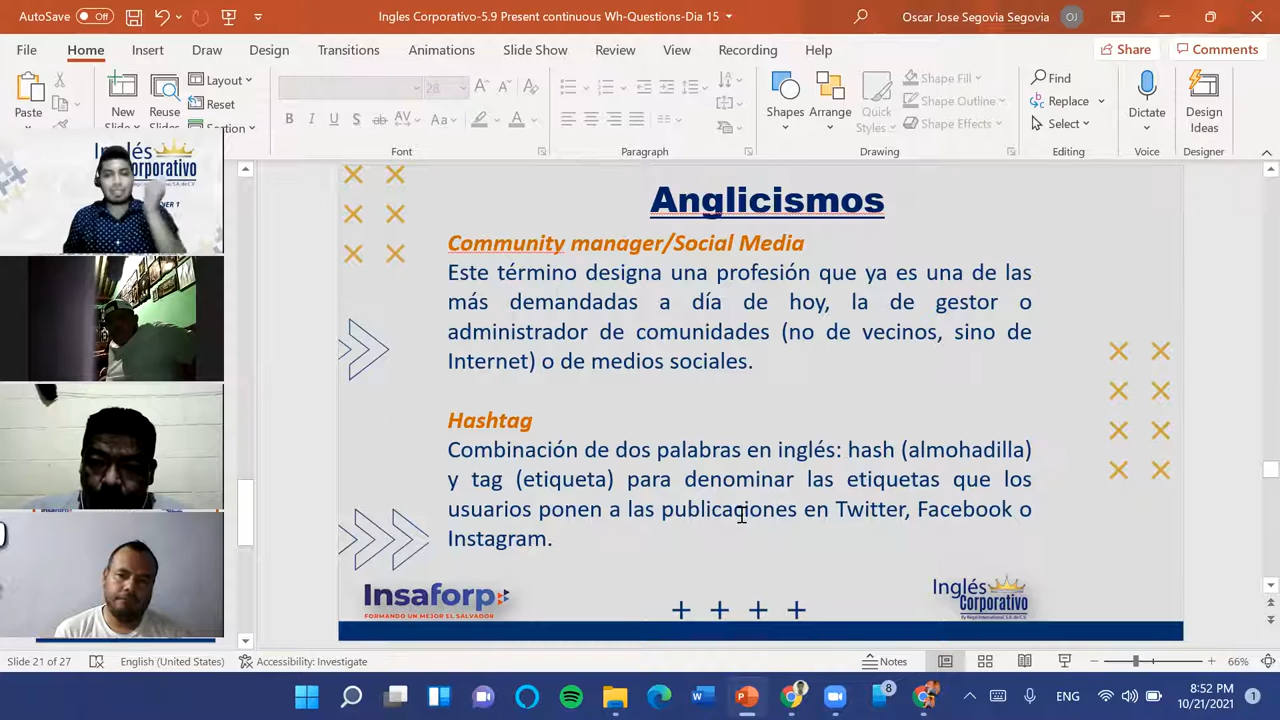 AutoSave
Off
Ingles Corporativo-5.9 Present continuous Wh-Questions-Dia 15
Oscar Jose Segovia Segovia
OJ
File
Home
Insert
Draw
Design
Transitions
Animations
Slide Show
Review
View
Recording
Help
Share
Comments
Paste
New
Reuse
Slides
Layout
Reset
Section
28
Font
Paragraph
Shapes
Arrange
Quick
Styles
Shape Fill
Shape Outline
Shape Effects
Drawing
Find
Replace
Select
Editing
Dictate
Voice
Design
Ideas
Designer
Inglés
Corporativo
Anglicismos
Community manager/Social Media
Este término designa una profesión que ya es una de las
más demandadas a día de hoy, la de gestor o
administrador de comunidades (no de vecinos, sino de
Internet) o de medios sociales.
Hashtag
Combinación de dos palabras en inglés: hash (almohadilla)
y tag (etiqueta) para denominar las etiquetas que los
usuarios ponen a las publicaciones en Twitter, Facebook o
Instagram.
Insaforp
FORMANDO UN MEJOR EL SALVADOR
Inglés
Corporativo
Slide 21 of 27
English (United States)
Accessibility: Investigate
Notes
66%
8
ENG
8:52 PM
10/21/2021
1